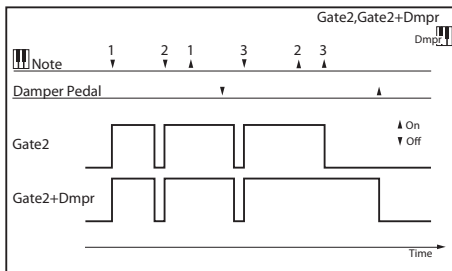 Gate2,Gate2+Dmpr
Dmpr
1 2 1 3 2 3
Note
Damper Pedal
▲ On
▼ Off
Gate2
Gate2+Dmpr
Time